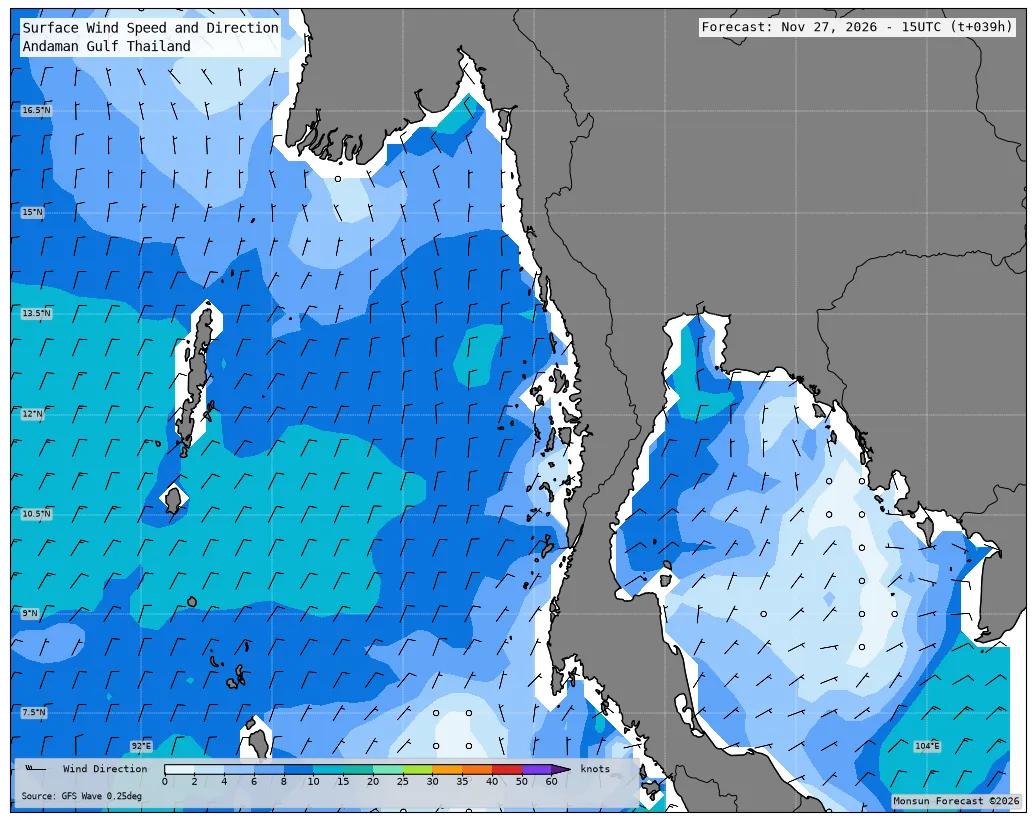 Surface Wind Speed and Direction
Andaman Gulf Thailand
Forecast: Nov 27, 2026 - 15UTC (t+039h)
16.5°N
15°N
13.5°N
12°N
10.5°N
9°N
7.5°N
92°E
104°E
Wind Direction
knots
0 2 4 6 8 10 15 20 25 30 35 40 50 60
Source: GFS Wave 0.25deg
Monsun Forecast ©2026